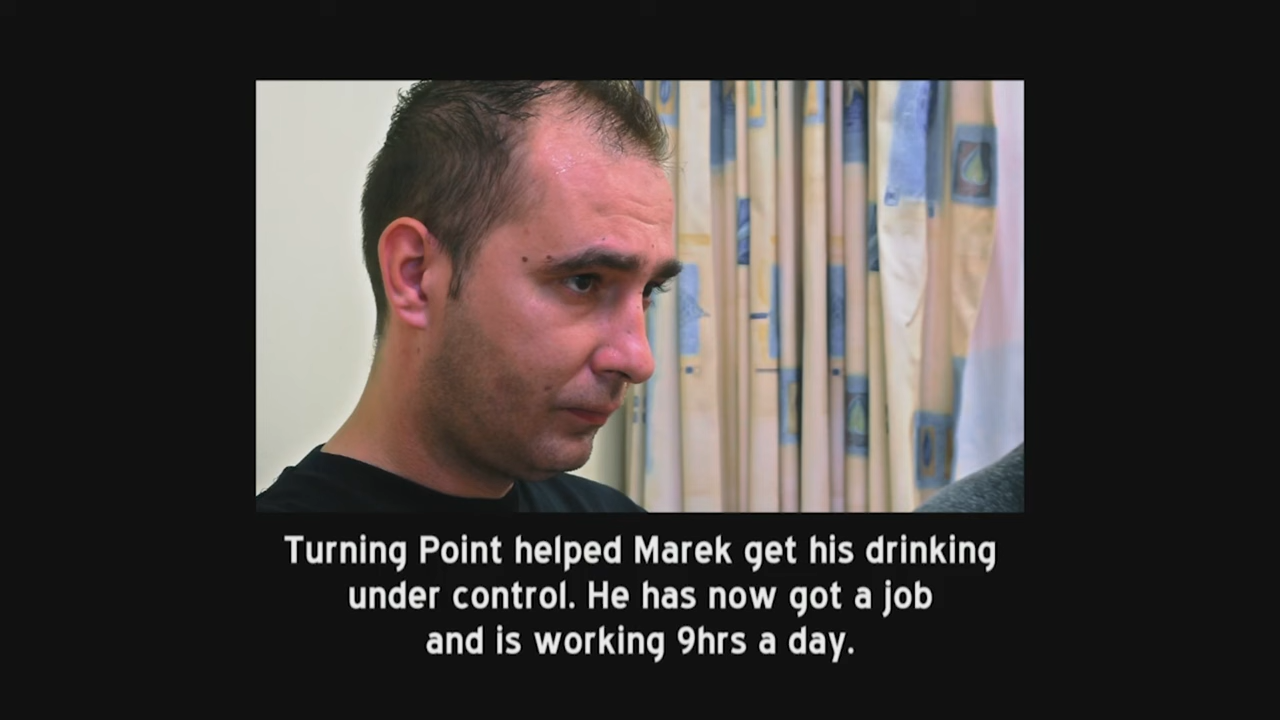 Turning Point helped Marek get his drinking
under control. He has now got a job
and is working 9hrs a day.